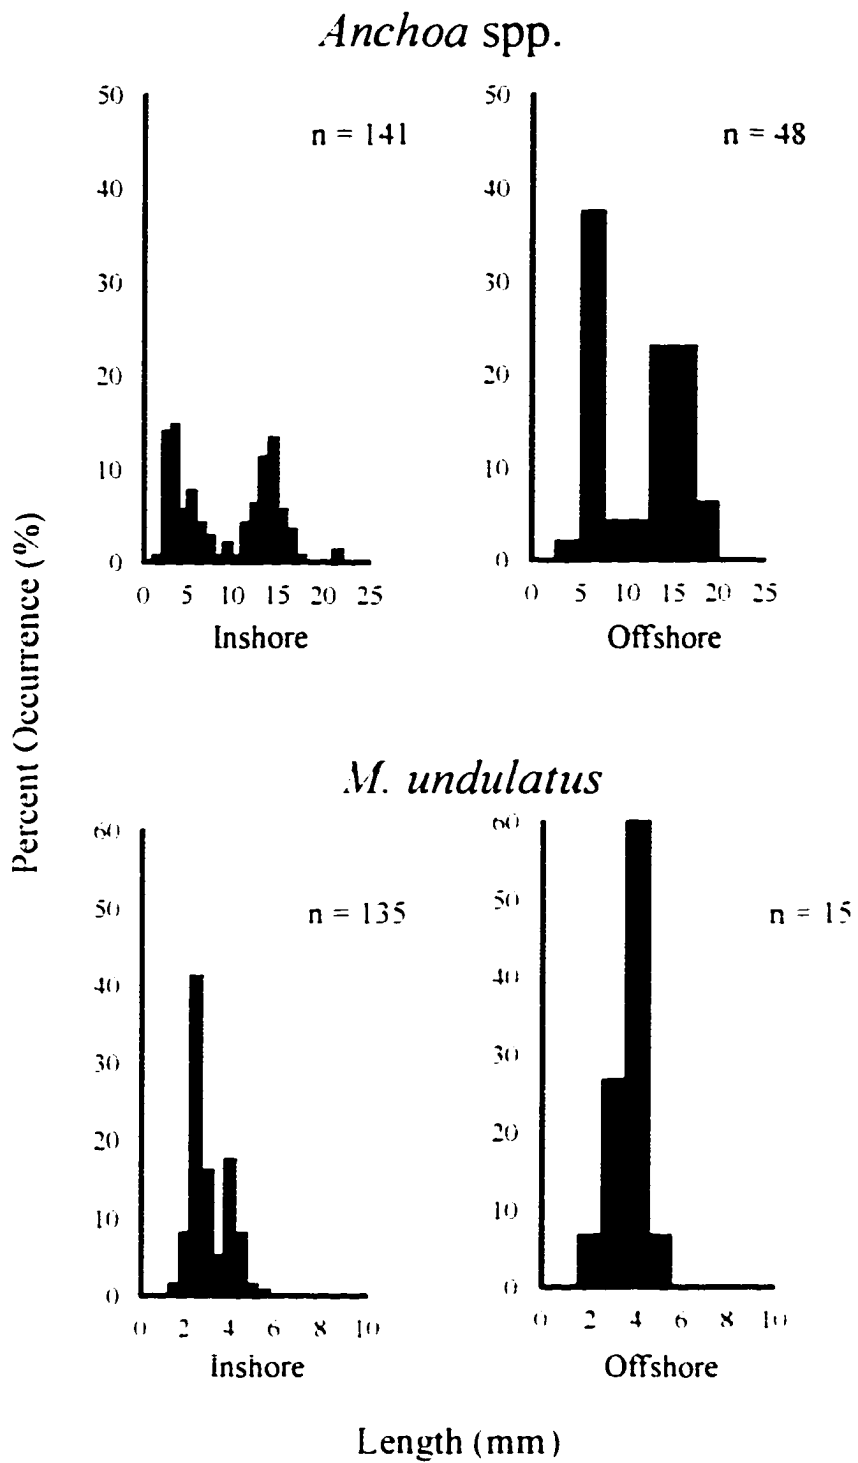 Anchoa spp.
50
40
30
20
10
0
n = 141
0 5 10 15 20 25
Inshore
50
40
30
20
10
0
n = 48
0 5 10 15 20 25
Offshore
Percent Occurrence (%)
M. undulatus
60
50
40
30
20
10
0
n = 135
0 2 4 6 8 10
Inshore
60
50
40
30
20
10
0
n = 15
0 2 4 6 8 10
Offshore
Length (mm)